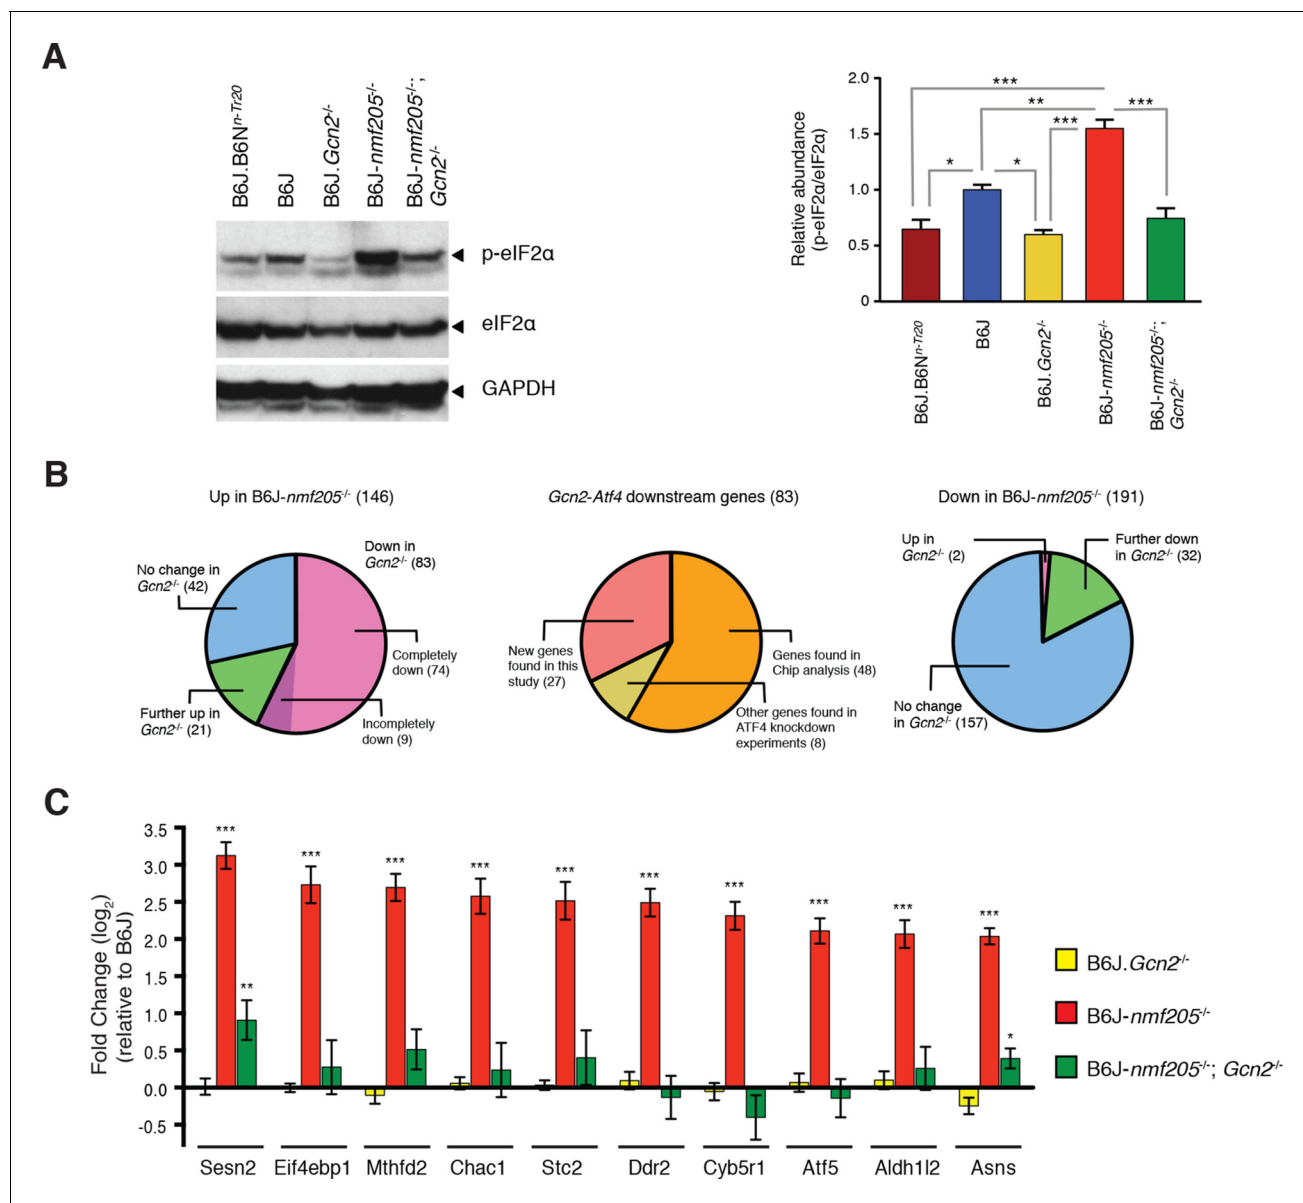 A
B6J.B6Nn-Tr20
B6J
B6J.Gcn2-/-
B6J-nmf205-/-
B6J-nmf205-/-;
Gcn2-/-
p-eIF2α
eIF2α
GAPDH
Relative abundance
(p-eIF2α/eIF2α)
2.0
1.5
1.0
0.5
0
***
**
***
***
*
*
B6J.B6Nn-Tr20
B6J
B6J.Gcn2-/-
B6J-nmf205-/-
B6J-nmf205-/-;
Gcn2-/-
B
Up in B6J-nmf205-/- (146)
No change in
Gcn2-/- (42)
Down in
Gcn2-/- (83)
Completely
down (74)
Further up in
Gcn2-/- (21)
Incompletely
down (9)
Gcn2-Atf4 downstream genes (83)
New genes
found in this
study (27)
Genes found in
Chip analysis (48)
Other genes found in
ATF4 knockdown
experiments (8)
Down in B6J-nmf205-/- (191)
Up in
Gcn2-/- (2)
Further down
in Gcn2-/- (32)
No change
in Gcn2-/- (157)
C
Fold Change (log2)
(relative to B6J)
3.5
3.0
2.5
2.0
1.5
1.0
0.5
0.0
-0.5
***
**
***
***
***
***
***
***
***
***
***
*
Sesn2
Eif4ebp1
Mthfd2
Chac1
Stc2
Ddr2
Cyb5r1
Atf5
Aldh1l2
Asns
B6J.Gcn2-/-
B6J-nmf205-/-
B6J-nmf205-/-; Gcn2-/-